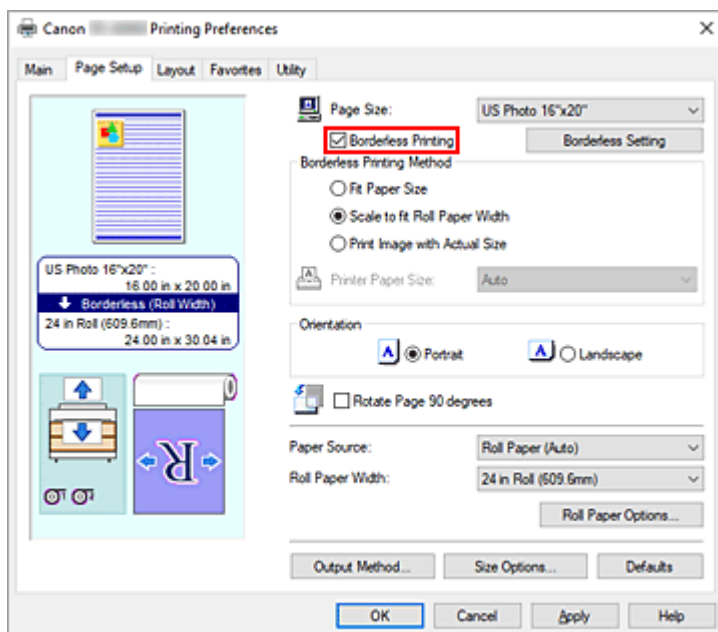 Canon Printing Preferences
Main Page Setup Layout Favorites Utility
Page Size: US Photo 16"x20"
Borderless Printing Borderless Setting
Borderless Printing Method
Fit Paper Size
Scale to fit Roll Paper Width
Print Image with Actual Size
Printer Paper Size: Auto
US Photo 16"x20" :
16.00 in x 20.00 in
Borderless (Roll Width)
24 in Roll (609.6mm) :
24.00 in x 30.04 in
Orientation
A Portrait A Landscape
Rotate Page 90 degrees
R
Paper Source: Roll Paper (Auto)
Roll Paper Width: 24 in Roll (609.6mm)
Roll Paper Options...
Output Method... Size Options... Defaults
OK Cancel Apply Help